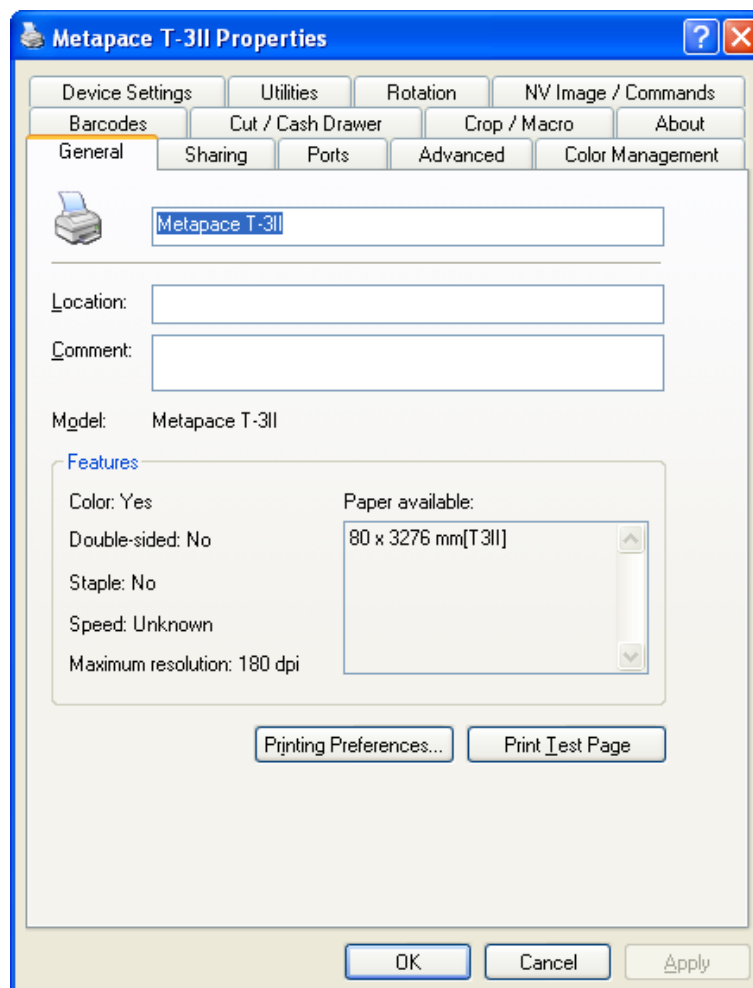 Metapace T-3II Properties
Device Settings Utilities Rotation NV Image / Commands
Barcodes Cut / Cash Drawer Crop / Macro About
General Sharing Ports Advanced Color Management
Metapace T-3II
Location:
Comment:
Model: Metapace T-3II
Features
Color: Yes Paper available:
Double-sided: No 80 x 3276 mm[T3II]
Staple: No
Speed: Unknown
Maximum resolution: 180 dpi
Printing Preferences... Print Test Page
OK Cancel Apply